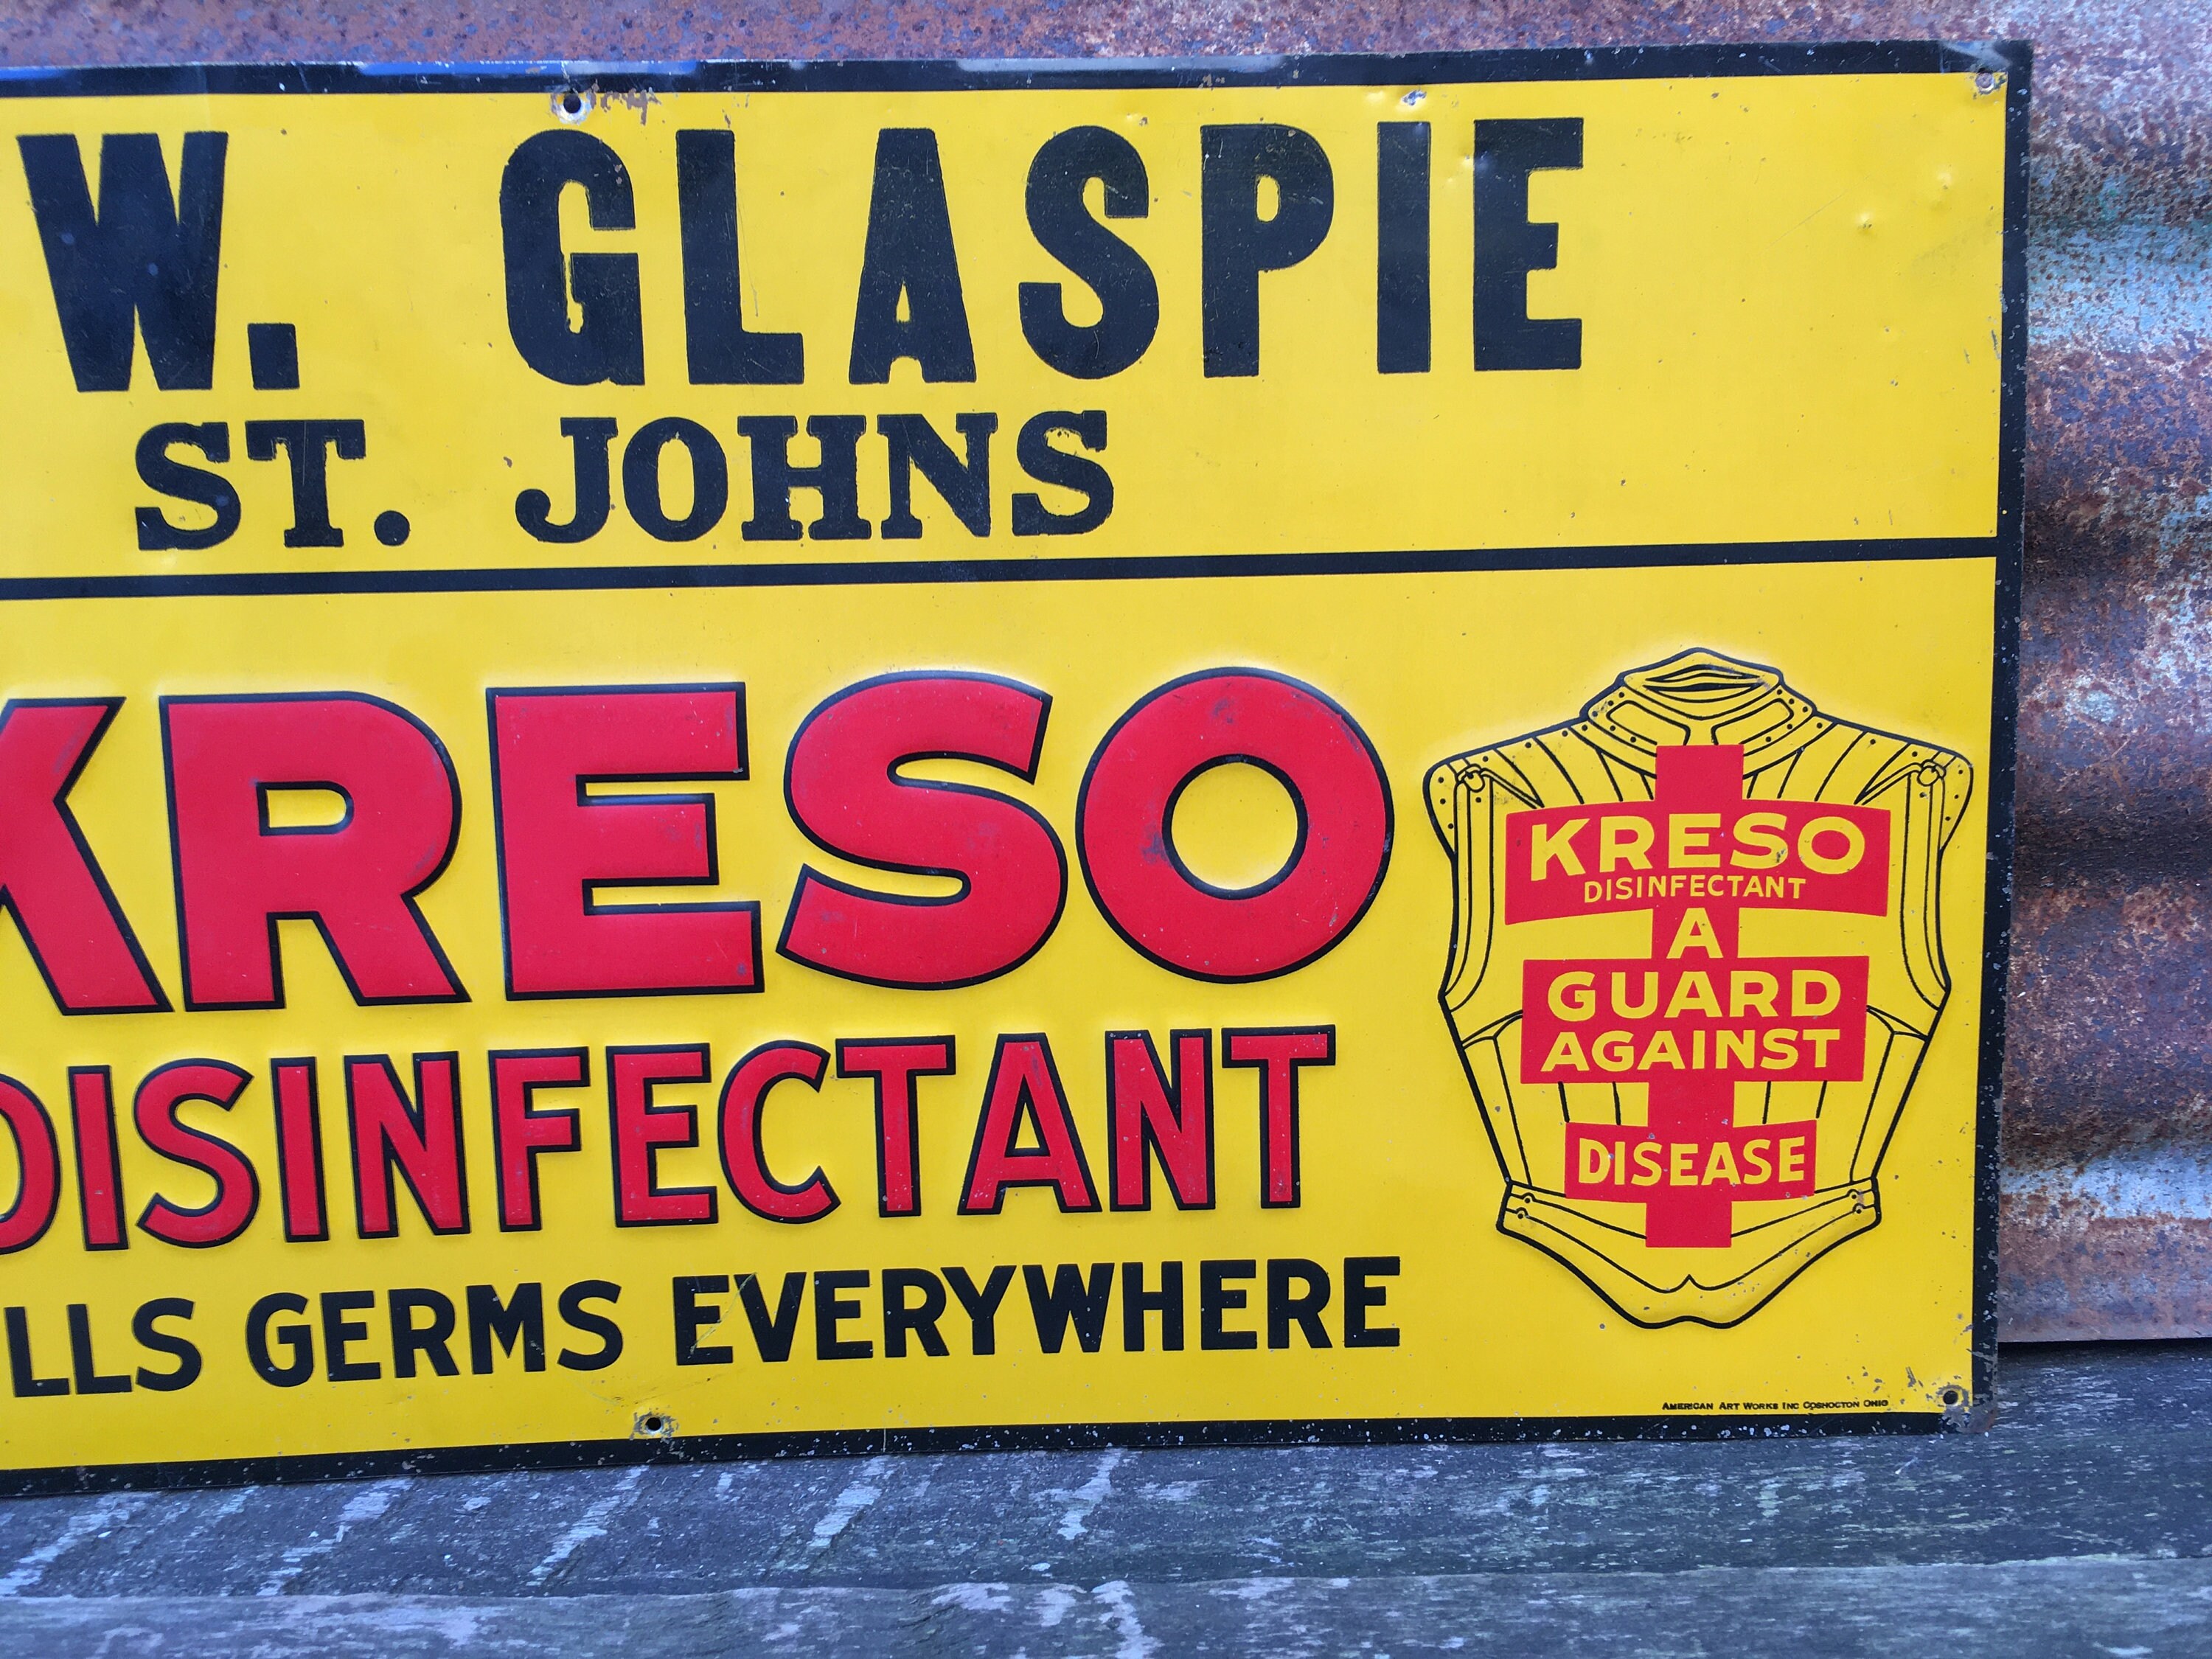 W. GLASPIE
ST. JOHNS
KRESO
DISINFECTANT
LLS GERMS EVERYWHERE
KRESO
DISINFECTANT
A
GUARD
AGAINST
DISEASE
AMERICAN ART WORKS INC COSHOCTON OHIO